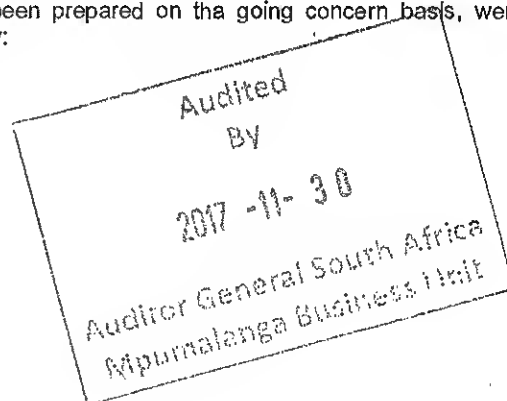 been prepared on tha going concern basis, wer
y:
Audited
By
2017 -11- 30
Auditor General South Africa
Mpumalanga Business Unit